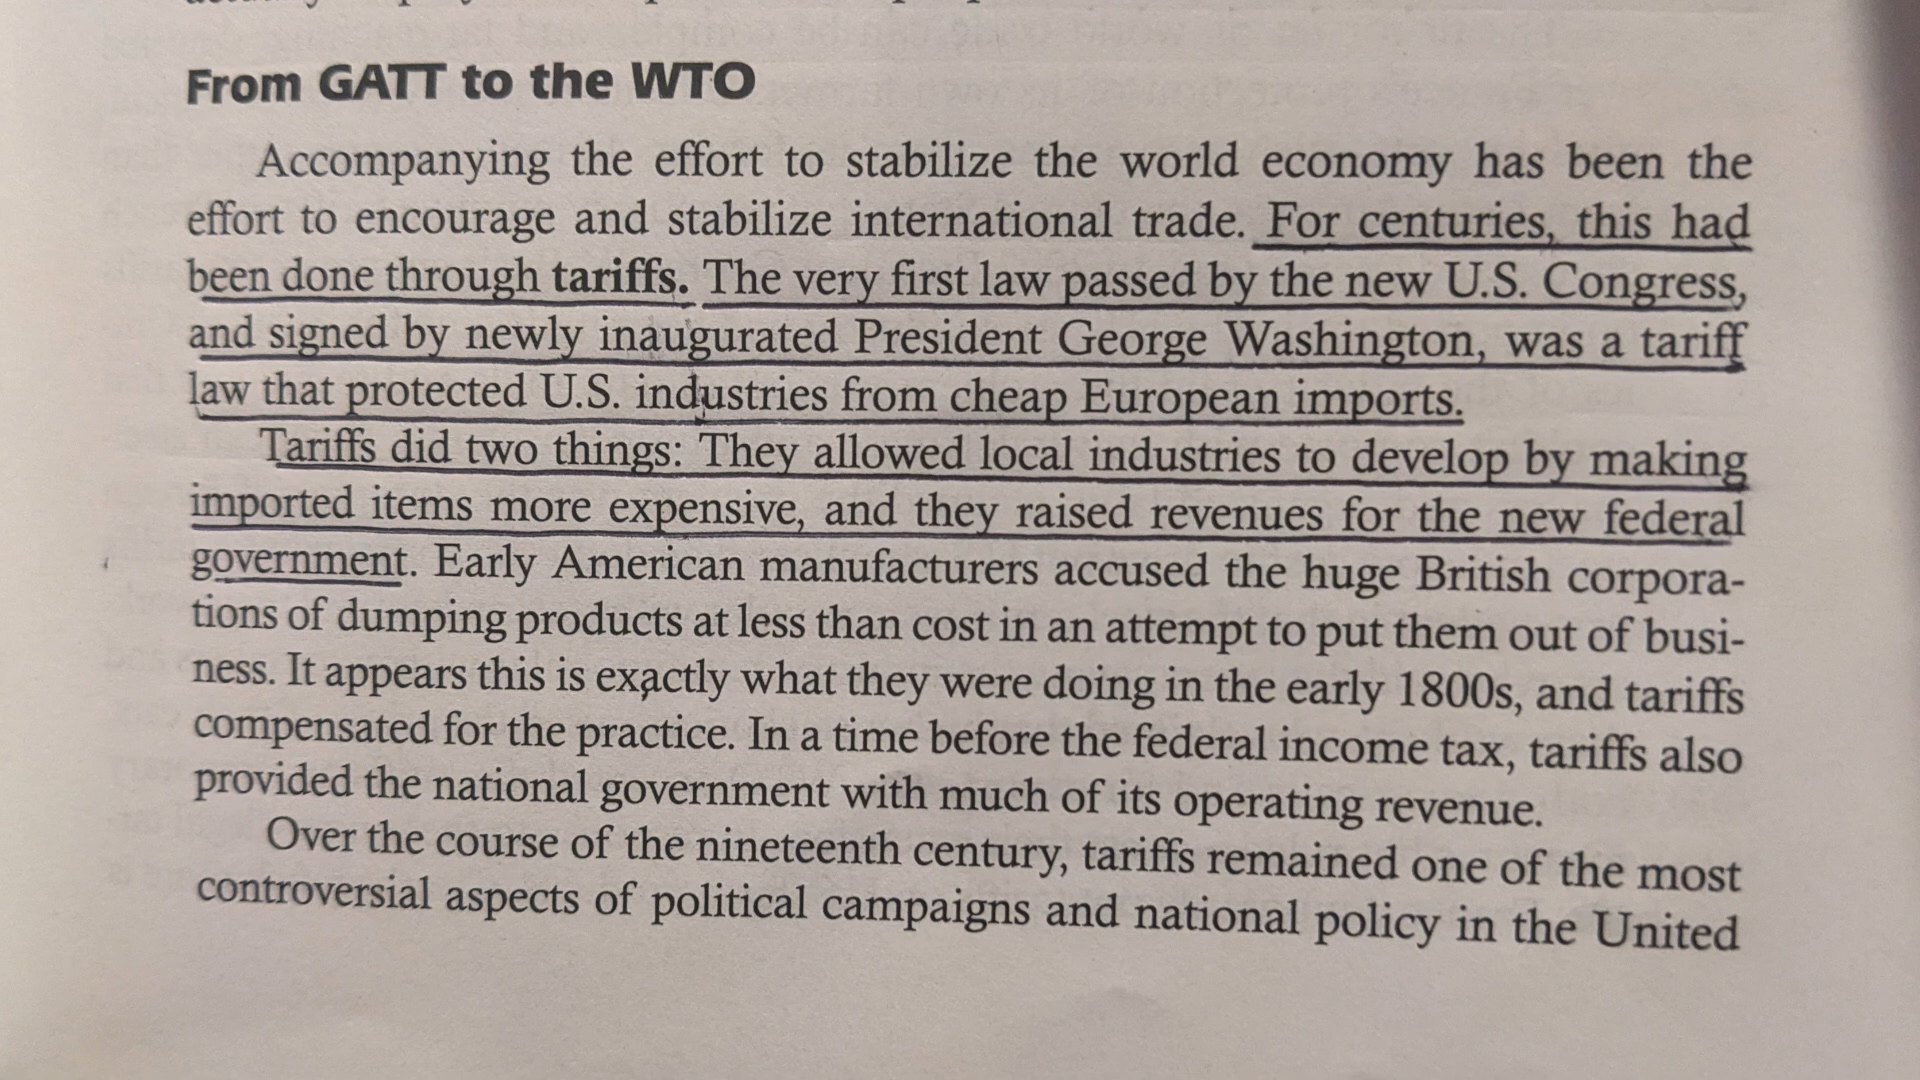 From GATT to the WTO
Accompanying the effort to stabilize the world economy has been the
effort to encourage and stabilize international trade. For centuries, this had
been done through tariffs. The very first law passed by the new U.S. Congress,
and signed by newly inaugurated President George Washington, was a tariff
law that protected U.S. industries from cheap European imports.
Tariffs did two things: They allowed local industries to develop by making
imported items more expensive, and they raised revenues for the new federal
government. Early American manufacturers accused the huge British corpora-
tions of dumping products at less than cost in an attempt to put them out of busi-
ness. It appears this is exactly what they were doing in the early 1800s, and tariffs
compensated for the practice. In a time before the federal income tax, tariffs also
provided the national government with much of its operating revenue.
Over the course of the nineteenth century, tariffs remained one of the most
controversial aspects of political campaigns and national policy in the United